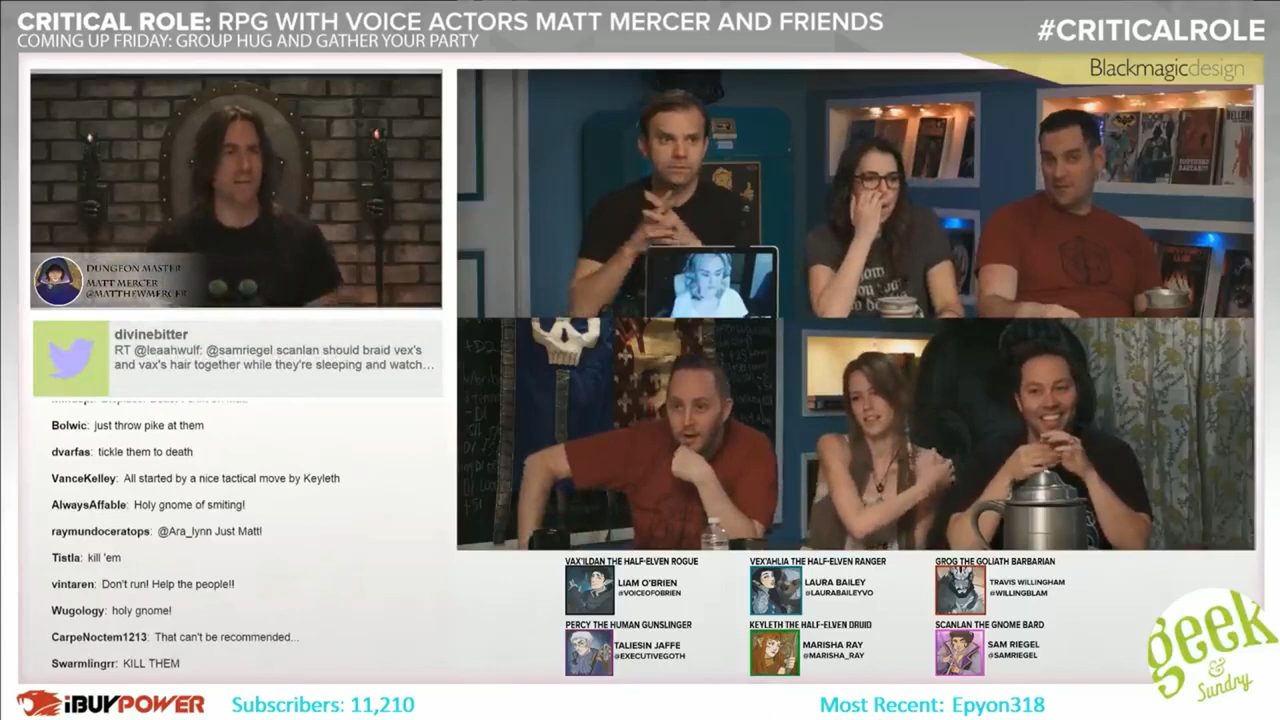 CRITICAL ROLE: RPG WITH VOICE ACTORS MATT MERCER AND FRIENDS
COMING UP FRIDAY: GROUP HUG AND GATHER YOUR PARTY
#CRITICALROLE
Blackmagicdesign
DUNGEON MASTER
MATT MERCER
@MATTHEWMERCER
divinebitter
RT @leaahwulf: @samriegel scanlan should braid vex's
and vax's hair together while they're sleeping and watch...
Bolwic: just throw pike at them
dvarfas: tickle them to death
VanceKelley: All started by a nice tactical move by Keyleth
AlwaysAffable: Holy gnome of smiting!
raymundoceratops: @Ara_lynn Just Matt!
Tistla: kill 'em
vintaren: Don't run! Help the people!!
Wugology: holy gnome!
CarpeNoctem1213: That can't be recommended...
Swarmlingrr: KILL THEM
VAX'ILDAN THE HALF-ELVEN ROGUE
LIAM O'BRIEN
@VOICEOFOBRIEN
VEX'AHLIA THE HALF-ELVEN RANGER
LAURA BAILEY
@LAURABAILEYVO
GROG THE GOLIATH BARBARIAN
TRAVIS WILLINGHAM
@WILLINGBLAM
PERCY THE HUMAN GUNSLINGER
TALIESIN JAFFE
@EXECUTIVEGOTH
KEYLETH THE HALF-ELVEN DRUID
MARISHA RAY
@MARISHA_RAY
SCANLAN THE GNOME BARD
SAM RIEGEL
@SAMRIEGEL
geek
&
Sundry
iBUYPOWER
Subscribers: 11,210
Most Recent: Epyon318